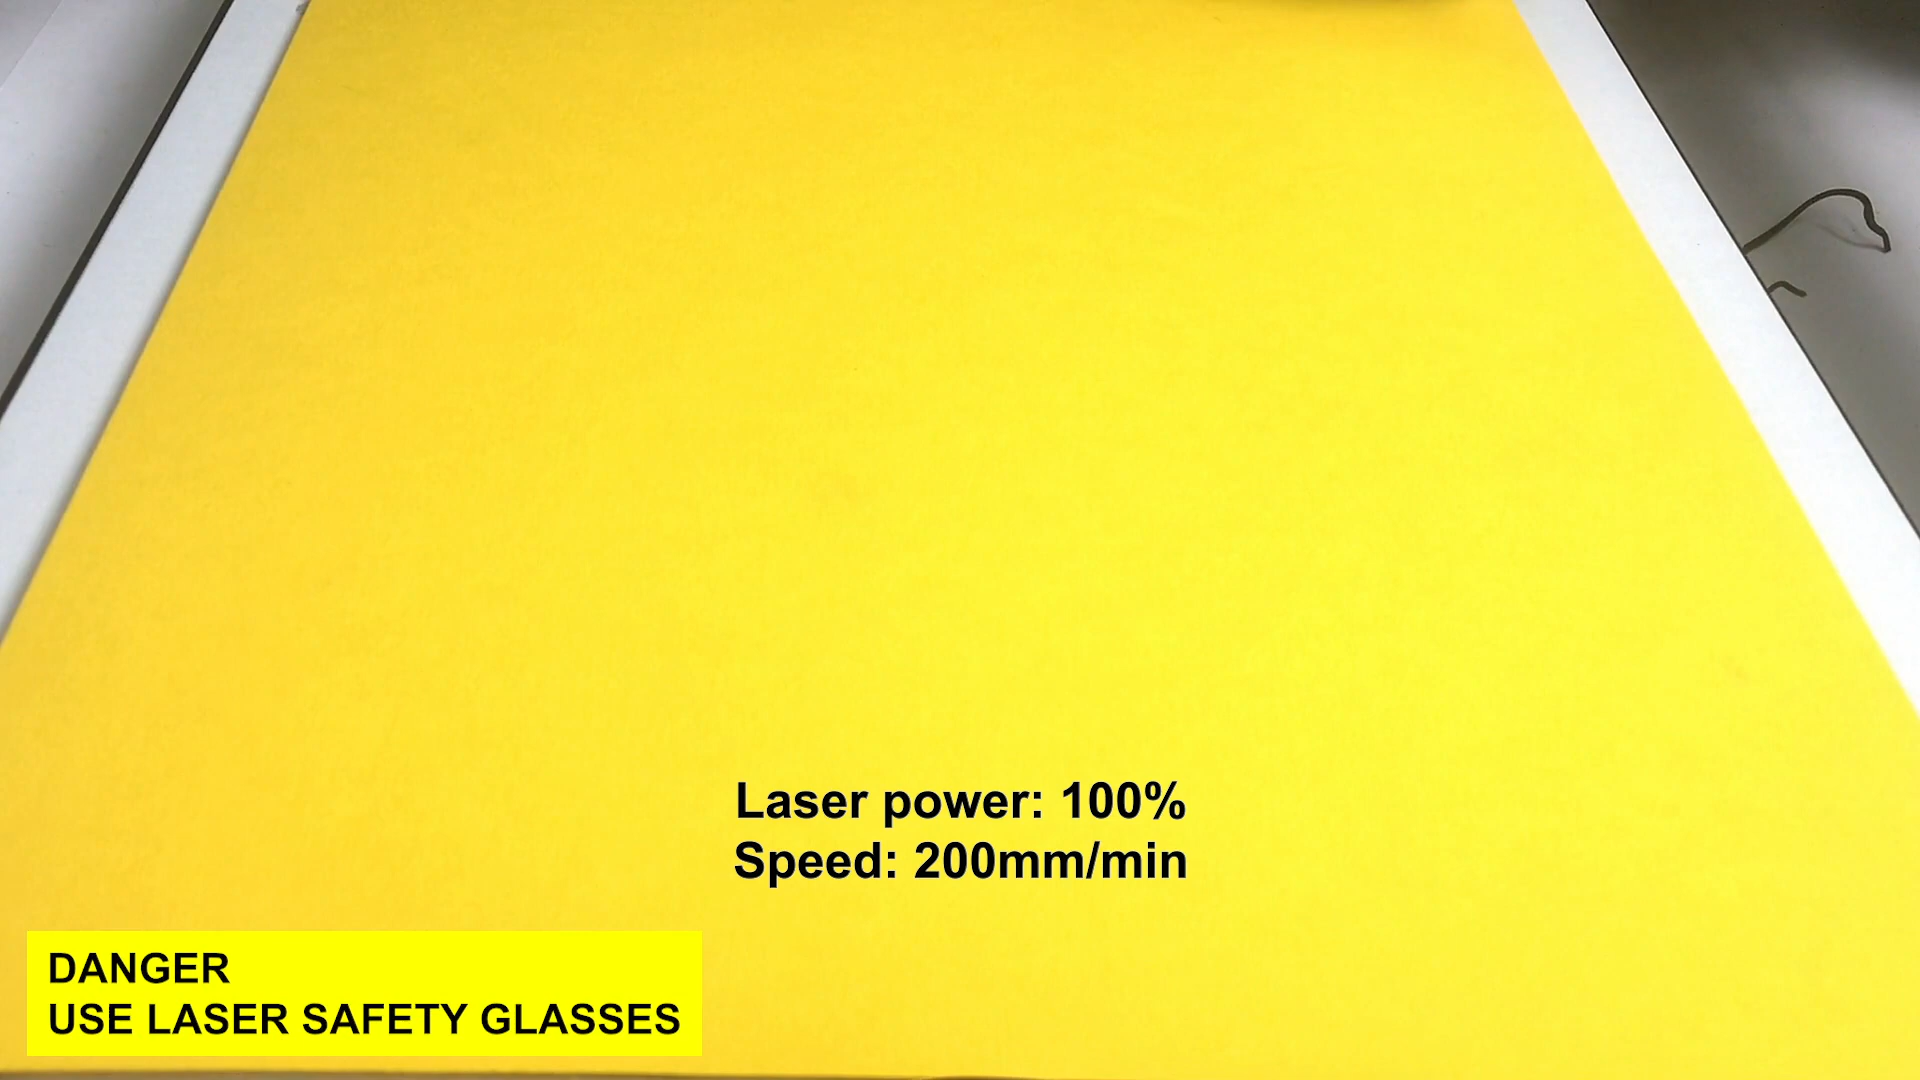 Laser power: 100%
Speed: 200mm/min
DANGER
USE LASER SAFETY GLASSES